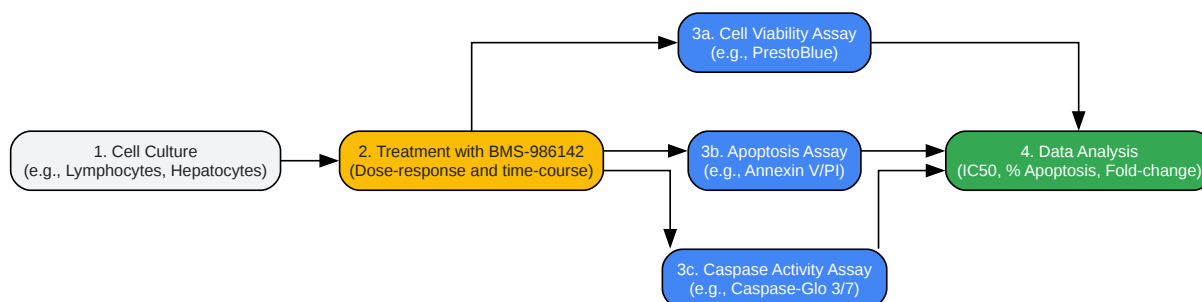 1. Cell Culture
(e.g., Lymphocytes, Hepatocytes)
2. Treatment with BMS-986142
(Dose-response and time-course)
3a. Cell Viability Assay
(e.g., PrestoBlue)
3b. Apoptosis Assay
(e.g., Annexin V/PI)
3c. Caspase Activity Assay
(e.g., Caspase-Glo 3/7)
4. Data Analysis
(IC50, % Apoptosis, Fold-change)